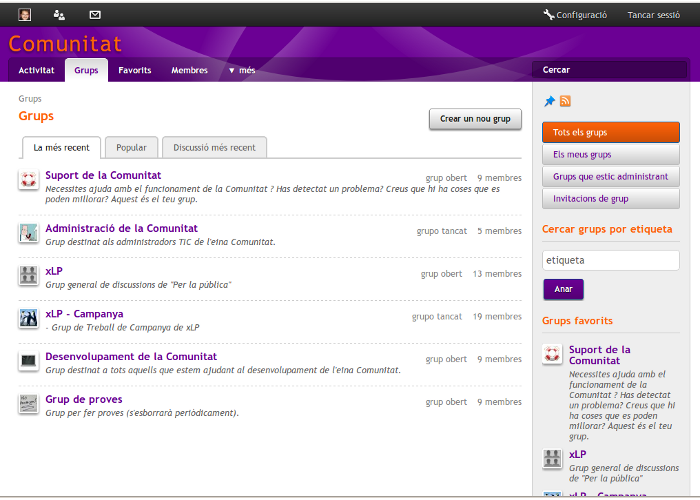 Configuració Tancar sessió
Comunitat
Activitat Grups Favorits Membres ▼ més Cercar
Grups
Grups
Crear un nou grup
La més recent Popular Discussió més recent
Suport de la Comunitat grup obert 9 membres
Necessites ajuda amb el funcionament de la Comunitat ? Has detectat un problema? Creus que hi ha coses que es
poden millorar? Aquest és el teu grup.
Administració de la Comunitat grupo tancat 5 membres
Grup destinat als administradors TIC de l'eina Comunitat.
xLP grup obert 13 membres
Grup general de discussions de "Per la pública"
xLP - Campanya grupo tancat 19 membres
- Grup de Treball de Campanya de xLP
Desenvolupament de la Comunitat grup obert 9 membres
Grup destinat a tots aquells que estem ajudant al desenvolupament de l'eina Comunitat.
Grup de proves grup obert 9 membres
Grup per fer proves (s'esborrarà periòdicament).
Tots els grups
Els meus grups
Grups que estic administrant
Invitacions de grup
Cercar grups por etiqueta
etiqueta
Anar
Grups favorits
Suport de la
Comunitat
Necessites ajuda amb el
funcionament de la
Comunitat ? Has detectat
un problema? Creus que hi
ha coses que es poden
millorar? Aquest és el teu
grup.
xLP
Grup general de discussions
de "Per la pública"
xLP - Campanya